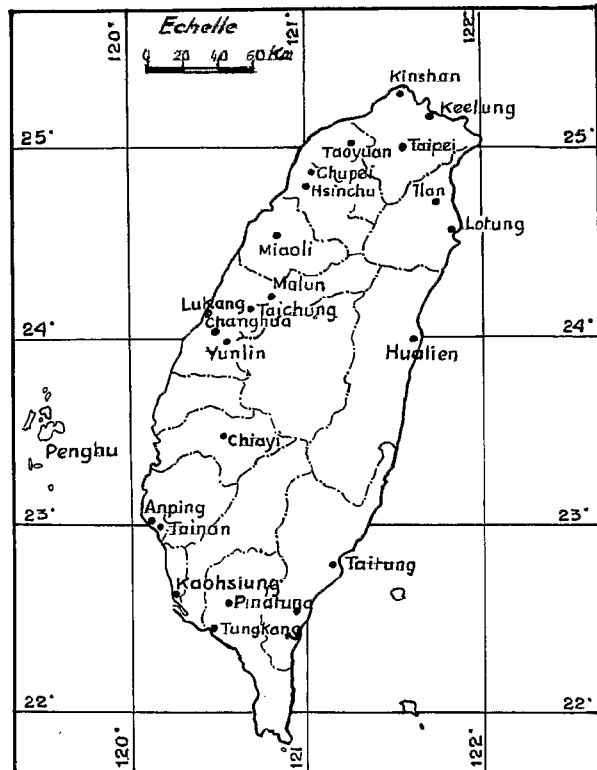 120° 121° 122°
Echelle
0 20 40 60 Km
Kinshan
Keelung
25° 25°
Taoyuan
Taipei
Chupei
Hsinchu
Ilan
Lotung
Miaoli
Malun
Lukang
Taichung
Changhua
24° 24°
Yunlin
Hualien
Chiayi
Penghu
Anping
23° 23°
Tainan
Taitung
Kaohsiung
Pingtung
Tungkang
22° 22°
120° 121° 122°